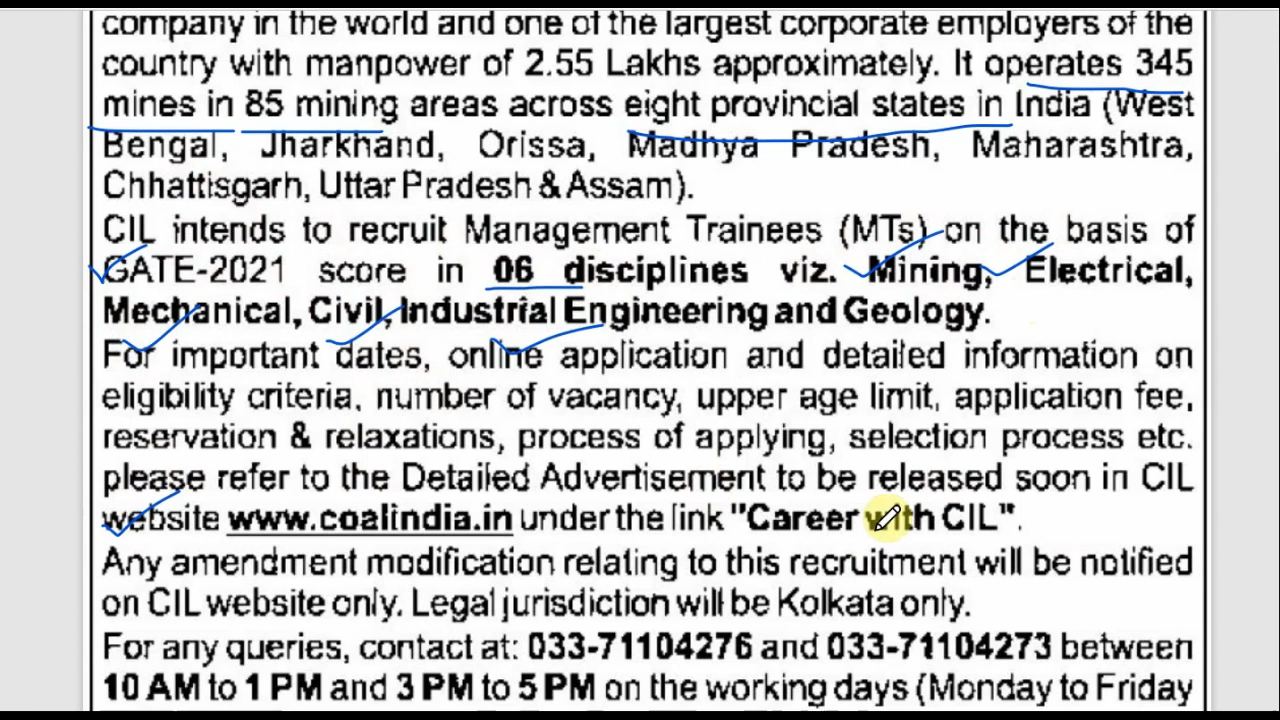 company in the world and one of the largest corporate employers of the
country with manpower of 2.55 Lakhs approximately. It operates 345
mines in 85 mining areas across eight provincial states in India (West
Bengal, Jharkhand, Orissa, Madhya Pradesh, Maharashtra,
Chhattisgarh, Uttar Pradesh & Assam).
CIL intends to recruit Management Trainees (MTs) on the basis of
GATE-2021 score in 06 disciplines viz. Mining, Electrical,
Mechanical, Civil, Industrial Engineering and Geology.
For important dates, online application and detailed information on
eligibility criteria, number of vacancy, upper age limit, application fee,
reservation & relaxations, process of applying, selection process etc.
please refer to the Detailed Advertisement to be released soon in CIL
website www.coalindia.in under the link "Career with CIL".
Any amendment modification relating to this recruitment will be notified
on CIL website only. Legal jurisdiction will be Kolkata only.
For any queries, contact at: 033-71104276 and 033-71104273 between
10 AM to 1 PM and 3 PM to 5 PM on the working days (Monday to Friday